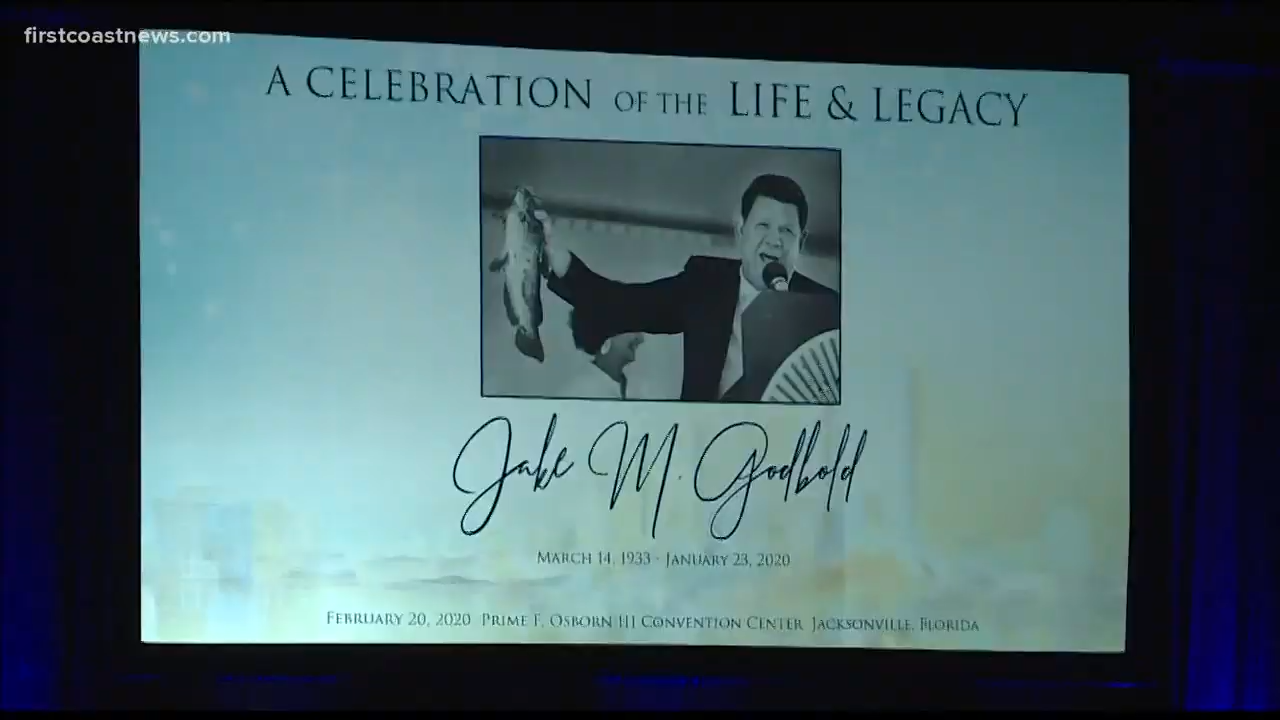 firstcoastnews.com
A CELEBRATION OF THE LIFE & LEGACY
Jake M. Godbold
MARCH 14, 1933 - JANUARY 23, 2020
FEBRUARY 20, 2020 PRIME F. OSBORN III CONVENTION CENTER JACKSONVILLE, FLORIDA